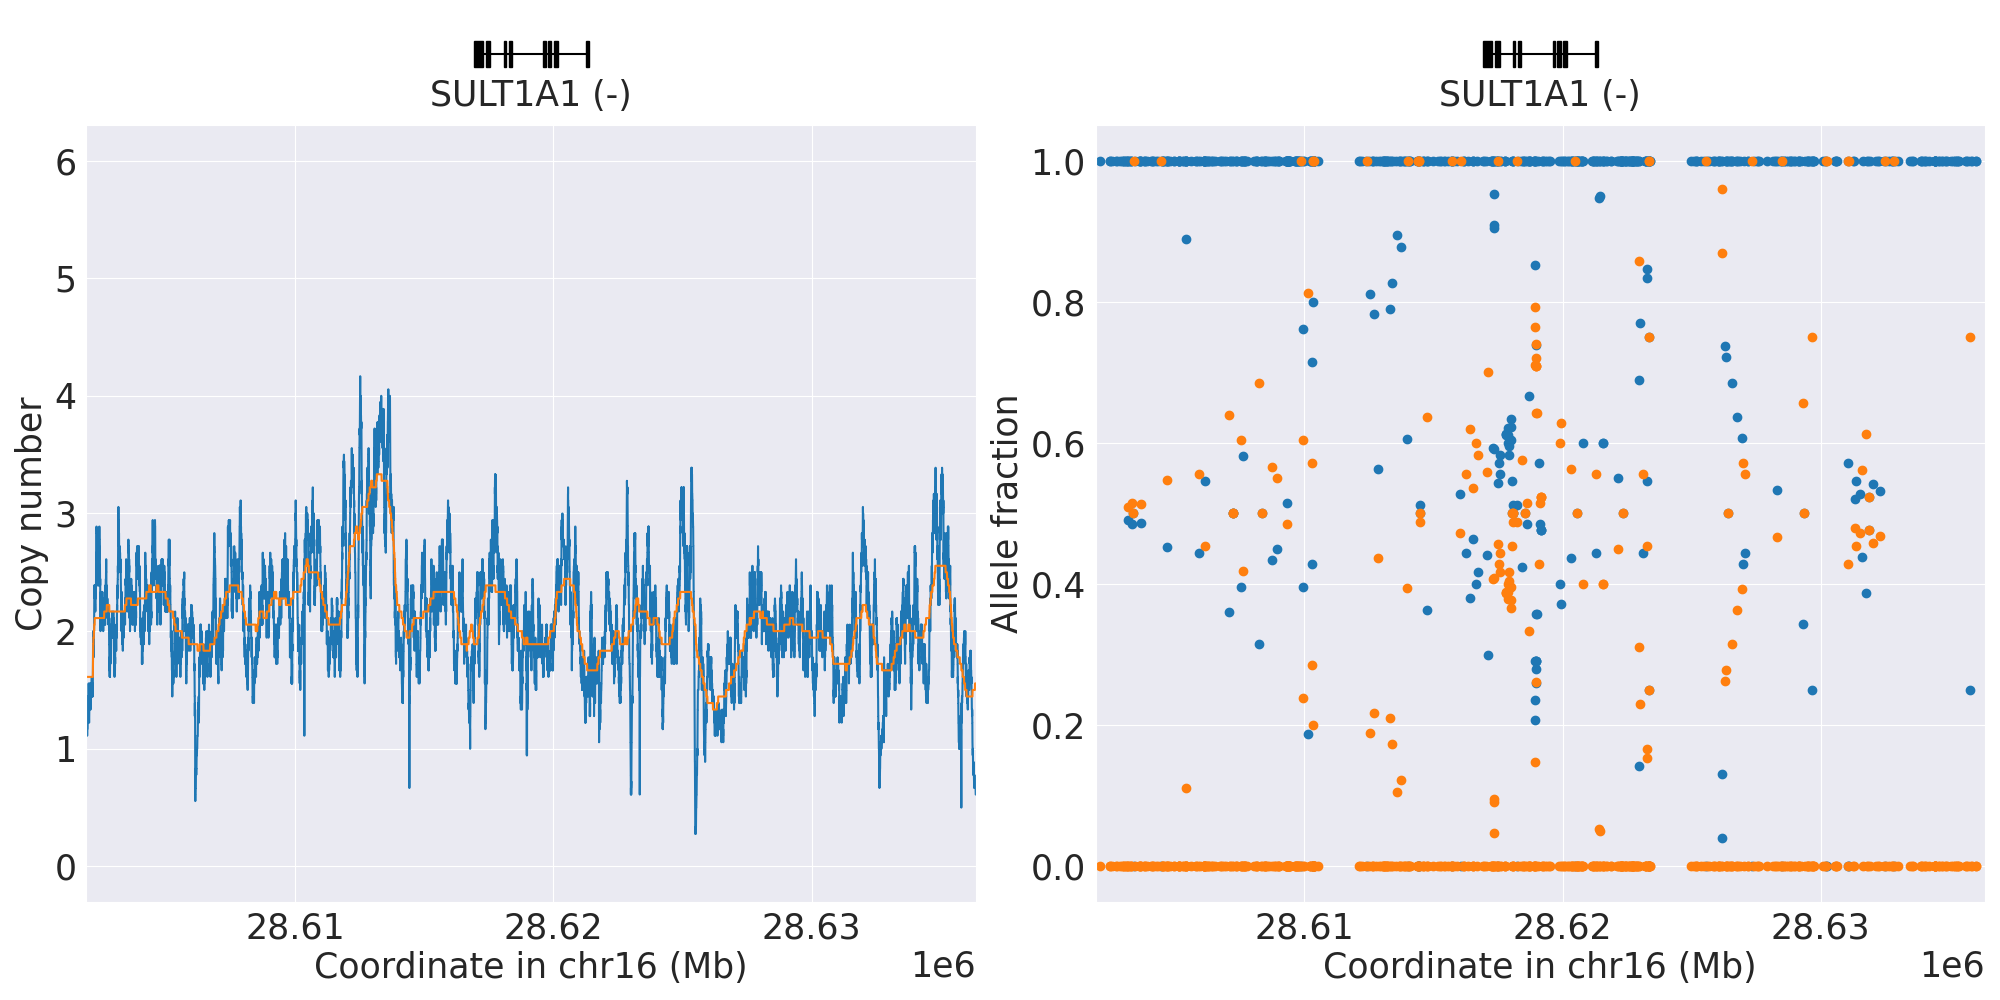 SULT1A1 (-)
SULT1A1 (-)
Copy number
6
5
4
3
2
1
0
28.61
28.62
28.63
Coordinate in chr16 (Mb)
1e6
Allele fraction
1.0
0.8
0.6
0.4
0.2
0.0
28.61
28.62
28.63
Coordinate in chr16 (Mb)
1e6